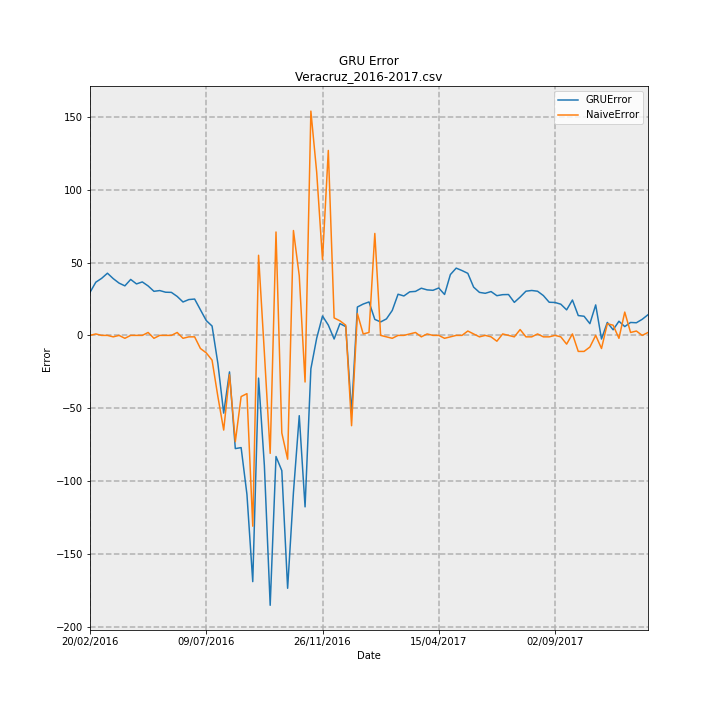 GRU Error
Veracruz_2016-2017.csv
GRUError
NaiveError
150
100
50
0
−50
−100
−150
−200
Error
20/02/2016
09/07/2016
26/11/2016
15/04/2017
02/09/2017
Date